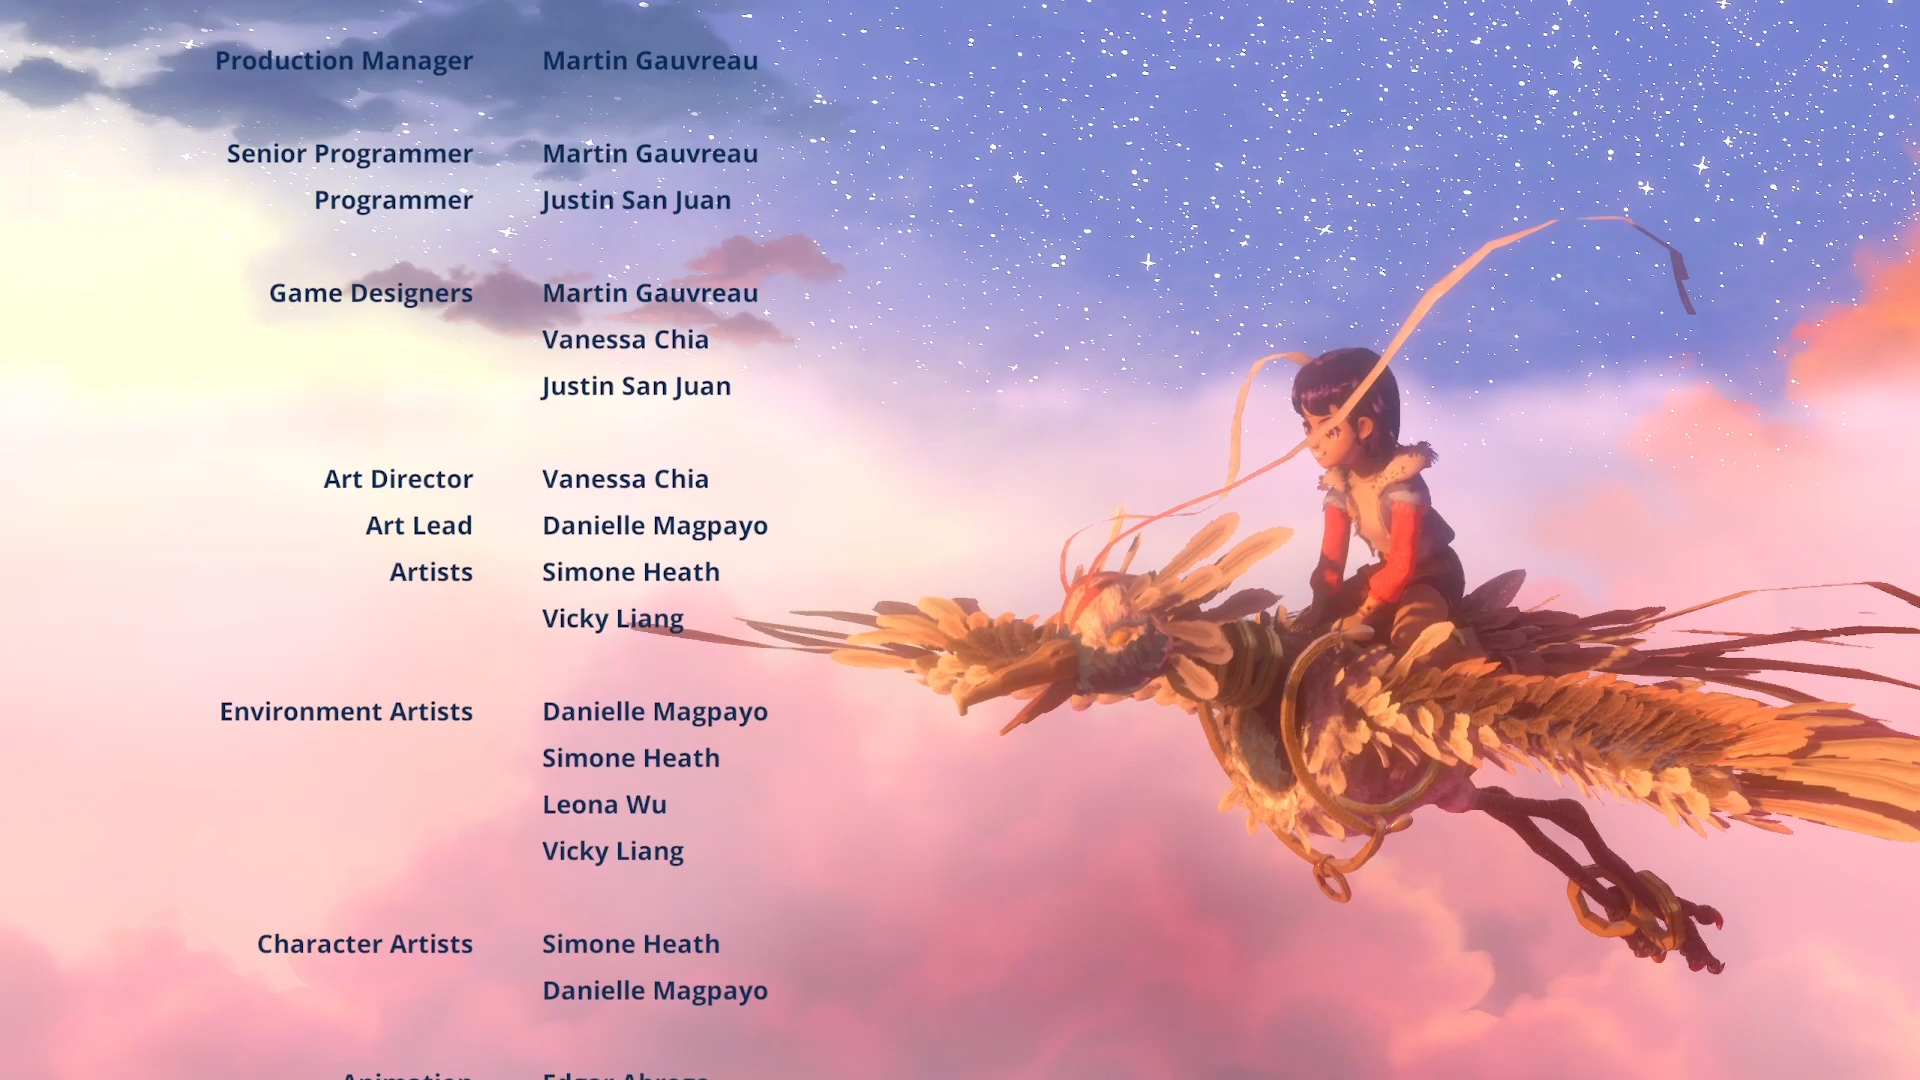 Production Manager Martin Gauvreau
Senior Programmer Martin Gauvreau
Programmer Justin San Juan
Game Designers Martin Gauvreau
Vanessa Chia
Justin San Juan
Art Director Vanessa Chia
Art Lead Danielle Magpayo
Artists Simone Heath
Vicky Liang
Environment Artists Danielle Magpayo
Simone Heath
Leona Wu
Vicky Liang
Character Artists Simone Heath
Danielle Magpayo
Animation Edgar